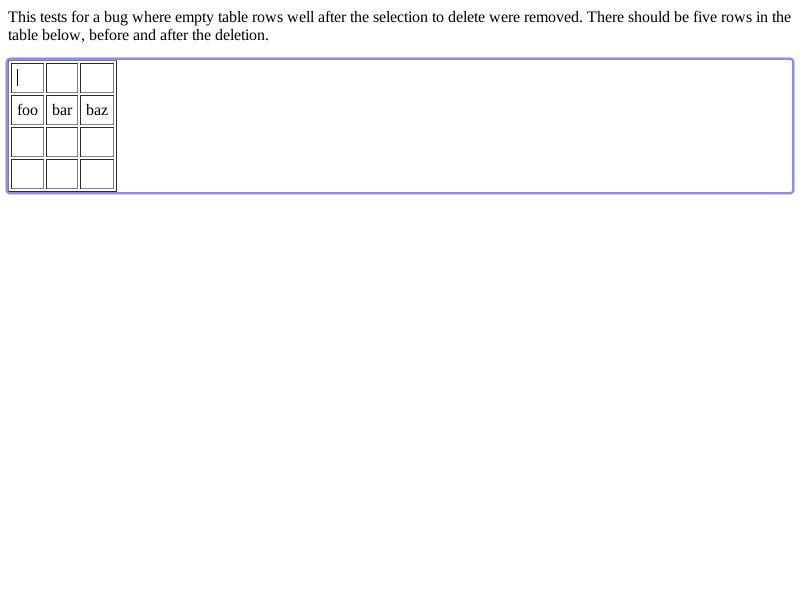 This tests for a bug where empty table rows well after the selection to delete were removed. There should be five rows in the
table below, before and after the deletion.
foo bar baz